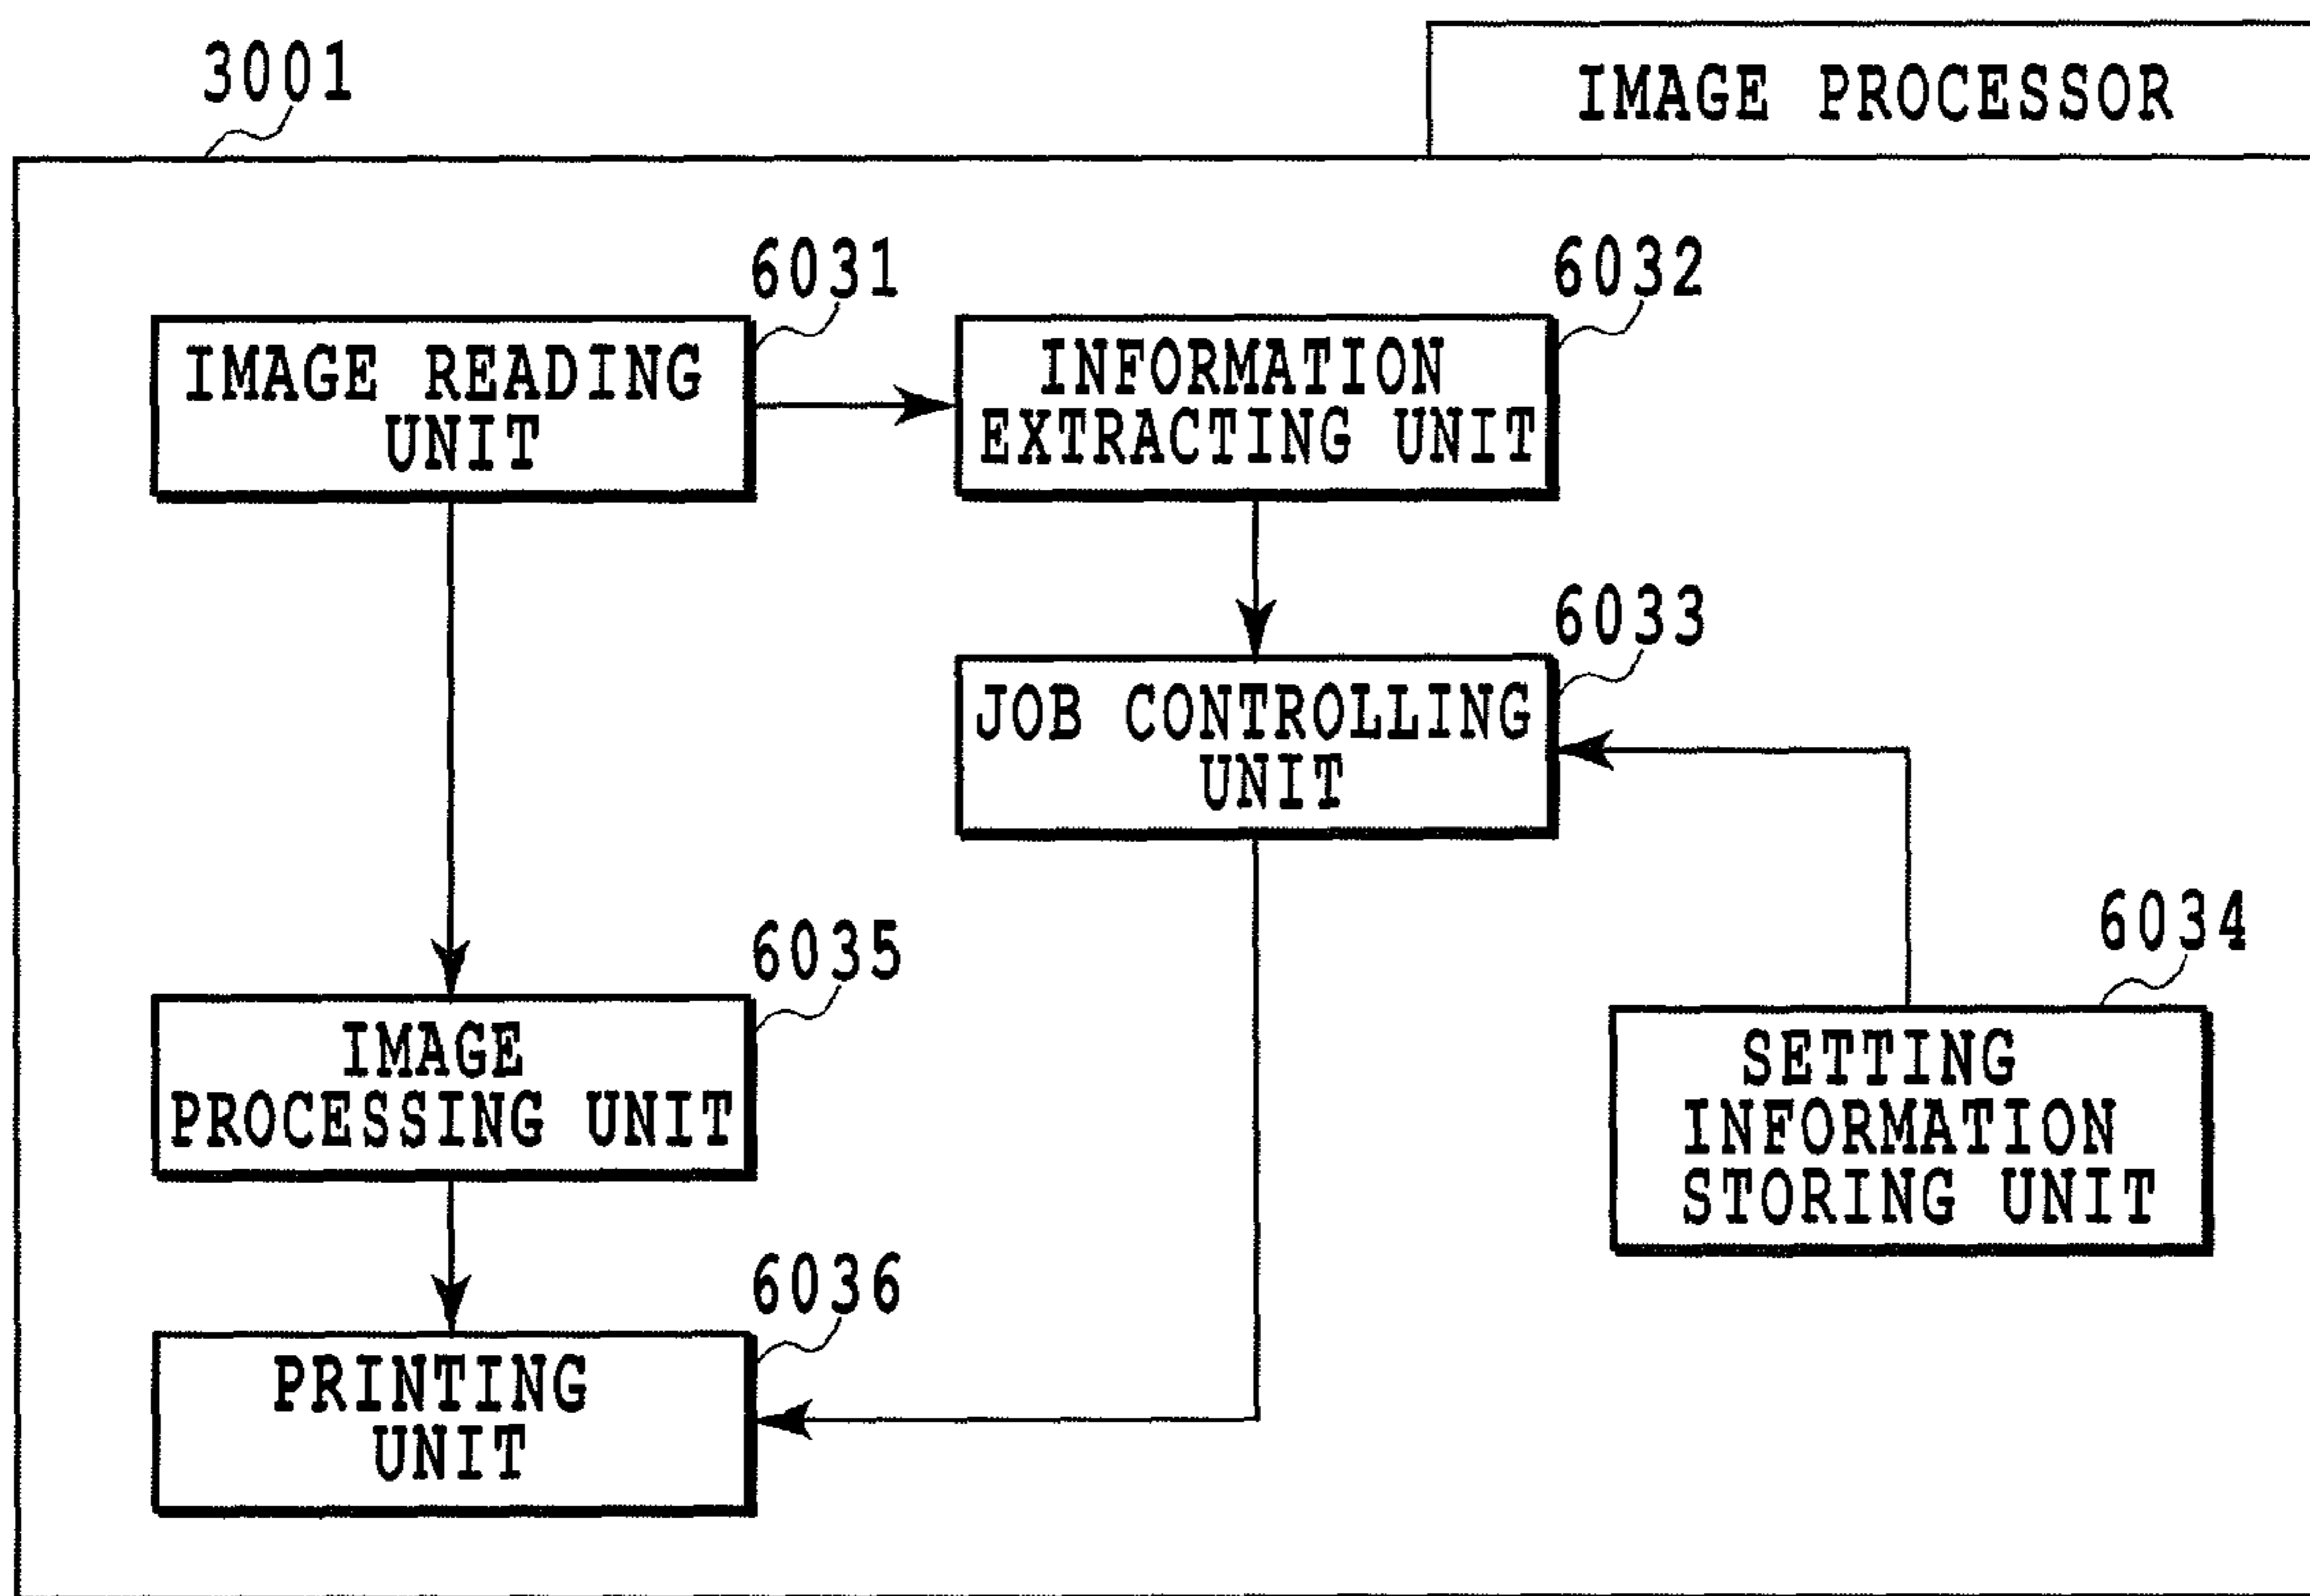 3001
IMAGE PROCESSOR
6031
6032
IMAGE READING
UNIT
INFORMATION
EXTRACTING UNIT
6033
JOB CONTROLLING
UNIT
6034
6035
SETTING
INFORMATION
STORING UNIT
IMAGE
PROCESSING UNIT
6036
PRINTING
UNIT